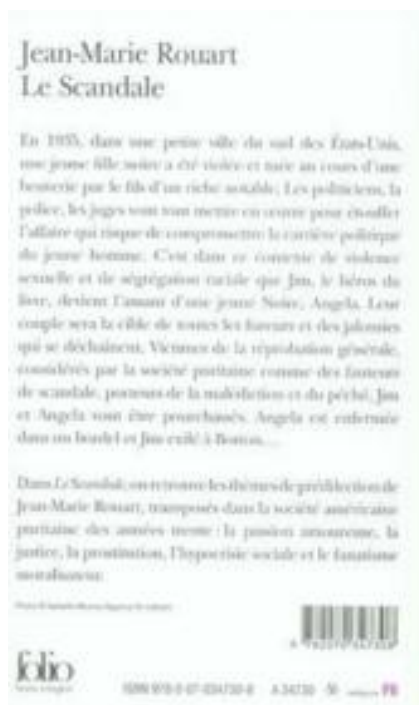 Jean-Marie Rouart
Le Scandale
En 1935, dans une petite ville du sud des États-Unis,
une jeune fille noire a été violée et tuée au cours d'une
beuverie par le fils d'un riche notable. Les politiciens, la
police, les juges vont tout mettre en œuvre pour étouffer
l'affaire qui risque de compromettre la carrière politique
du jeune homme. C'est dans ce contexte de violence
sexuelle et de ségrégation raciale que Jim, le héros du
livre, devient l'amant d'une jeune Noire, Angela. Leur
couple sera la cible de toutes les fureurs et des jalousies
qui se déchaînent. Victimes de la réprobation générale,
considérés par la société puritaine comme des fauteurs
de scandale, porteurs de la malédiction et du péché, Jim
et Angela vont être pourchassés. Angela est enfermée
dans un bordel et Jim exilé à Boston...
Dans Le Scandale, on retrouve les thèmes de prédilection de
Jean-Marie Rouart, transposés dans la société américaine
puritaine des années trente : la passion amoureuse, la
justice, la prostitution, l'hypocrisie sociale et le fanatisme
moralisateur.
folio
ISBN 978-2-07-034730-8 A 34730